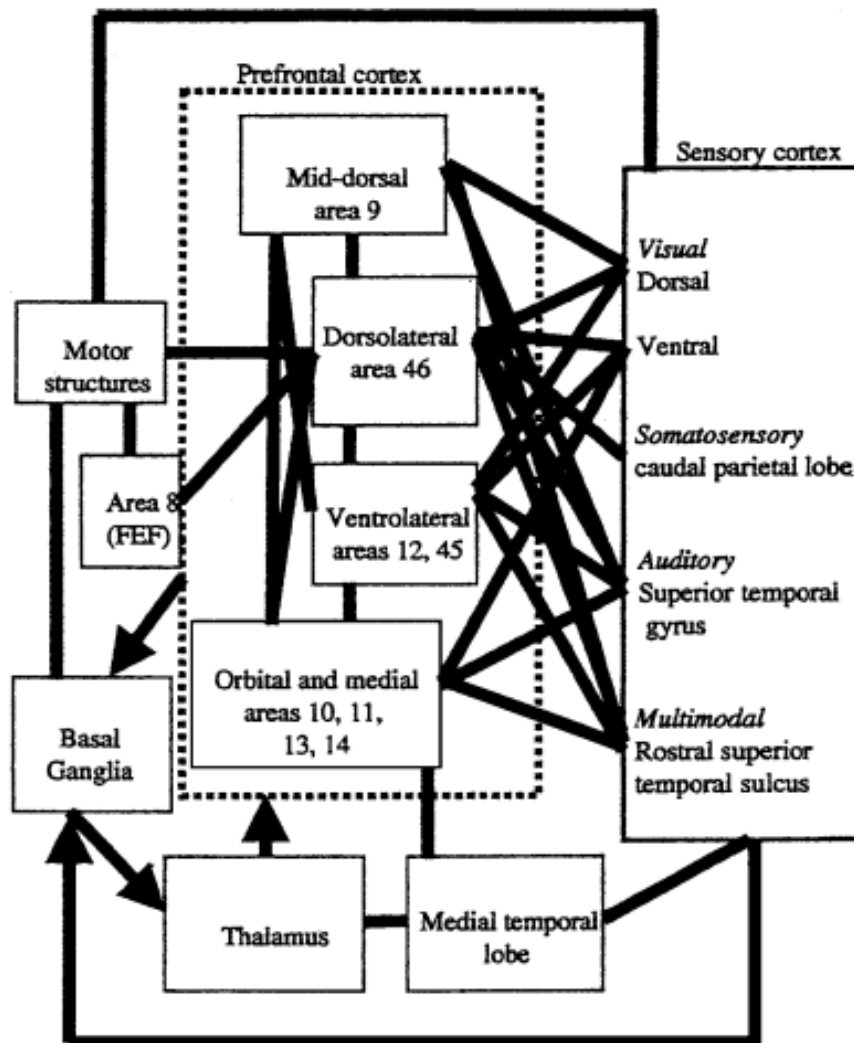 Prefrontal cortex
Mid-dorsal
area 9
Dorsolateral
area 46
Ventrolateral
areas 12, 45
Orbital and medial
areas 10, 11,
13, 14
Motor
structures
Area 8
(FEF)
Basal
Ganglia
Thalamus
Medial temporal
lobe
Sensory cortex
Visual
Dorsal
Ventral
Somatosensory
caudal parietal lobe
Auditory
Superior temporal
gyrus
Multimodal
Rostral superior
temporal sulcus